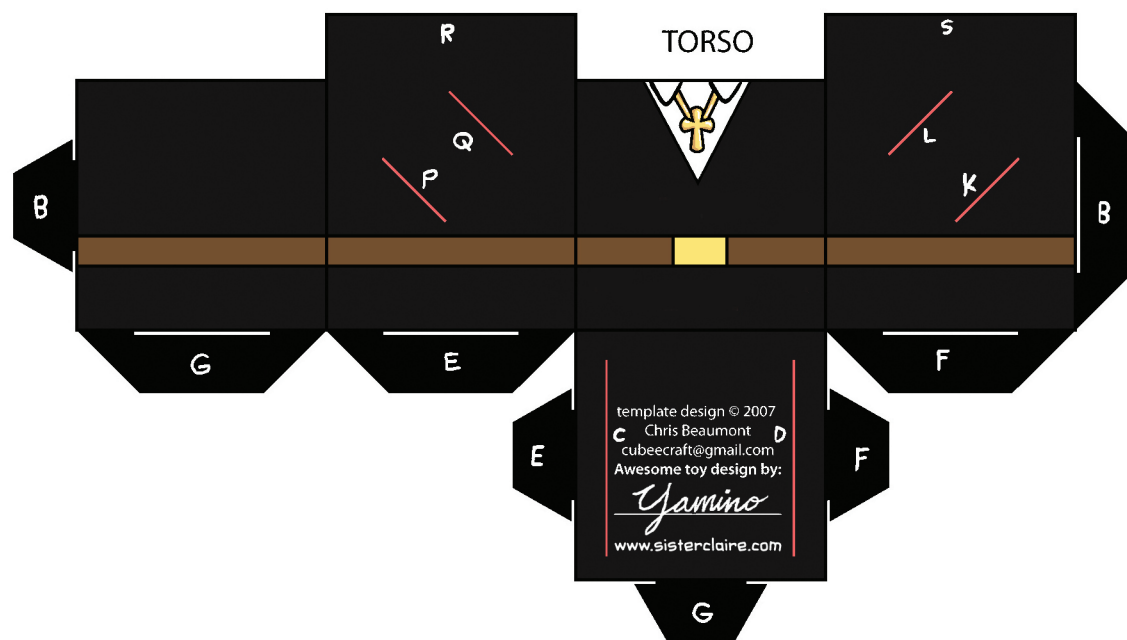 R
TORSO
S
Q
L
P
K
B
B
G
E
F
template design © 2007
C
Chris Beaumont
D
cubeecraft@gmail.com
E
F
Awesome toy design by:
Yamino
www.sisterclaire.com
G